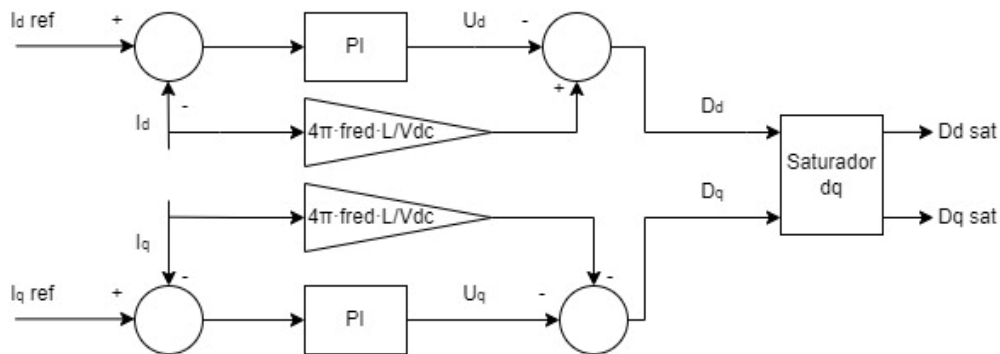 Id ref
+
PI
Ud
-
-
Id
4π·fred·L/Vdc
+
Dd
Saturador
dq
Dd sat
Dq sat
Iq
4π·fred·L/Vdc
Dq
-
-
Iq ref
+
PI
Uq
-